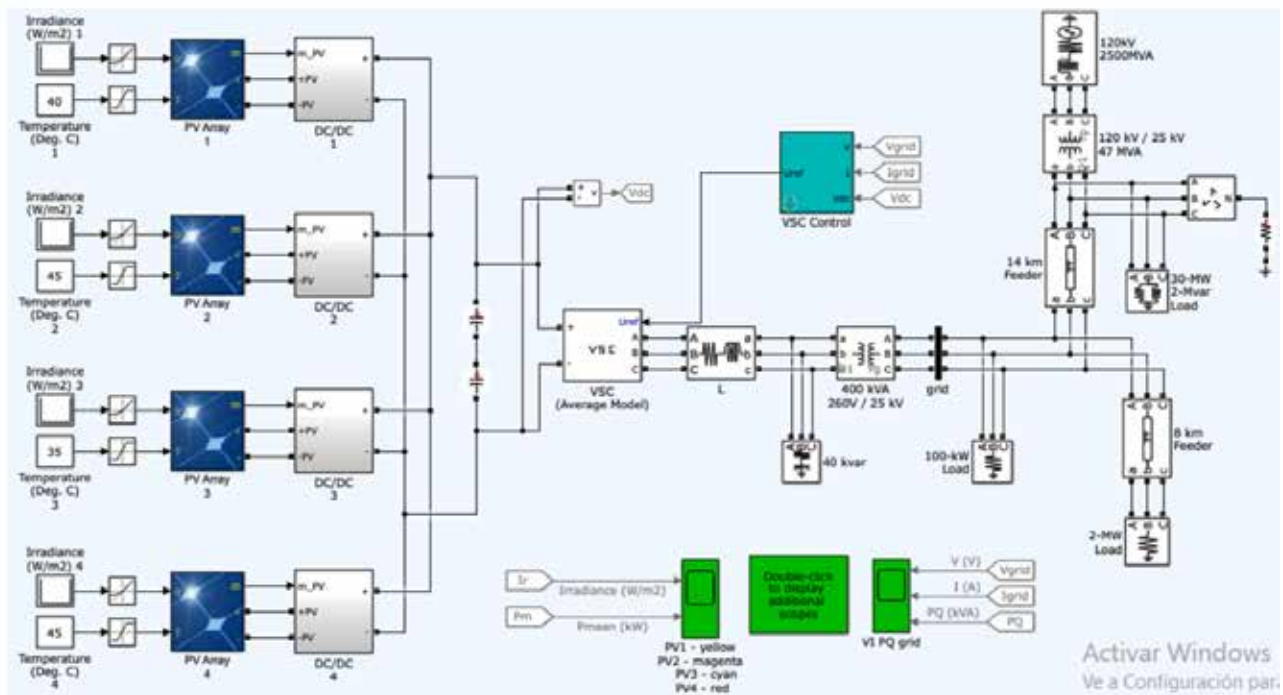 Irradiance
(W/m2) 1
40
Temperature
(Deg. C)
1
PV Array
1
m_PV
+PV
-PV
+
-
DC/DC
1
Irradiance
(W/m2) 2
45
Temperature
(Deg. C)
2
PV Array
2
m_PV
+PV
-PV
+
-
DC/DC
2
Irradiance
(W/m2) 3
35
Temperature
(Deg. C)
3
PV Array
3
m_PV
+PV
-PV
+
-
DC/DC
3
Irradiance
(W/m2) 4
45
Temperature
(Deg. C)
4
PV Array
4
m_PV
+PV
-PV
+
-
DC/DC
4
+
-
v
Vdc
Uref
VSC Control
Vgrid
Igrid
Vdc
Uref
+
-
VSC
A
B
C
VSC
(Average Model)
A
B
C
a
b
c
L
40 kvar
a
b
c
A
B
C
400 kVA
260V / 25 kV
grid
100-kW
Load
120kV
2500MVA
A
B
C
120 kV / 25 kV
47 MVA
A
B
C
N
14 km
Feeder
A
B
C
a
b
c
30-MW
2-Mvar
Load
8 km
Feeder
A
B
C
a
b
c
2-MW
Load
Ir
Irradiance (W/m2)
Pm
Pmean (kW)
PV1 - yellow
PV2 - magenta
PV3 - cyan
PV4 - red
Double-click
to display
additional
scopes
V (V)
Vgrid
I (A)
Igrid
PQ (kVA)
PQ
VI PQ grid
Activar Windows
Ve a Configuración para